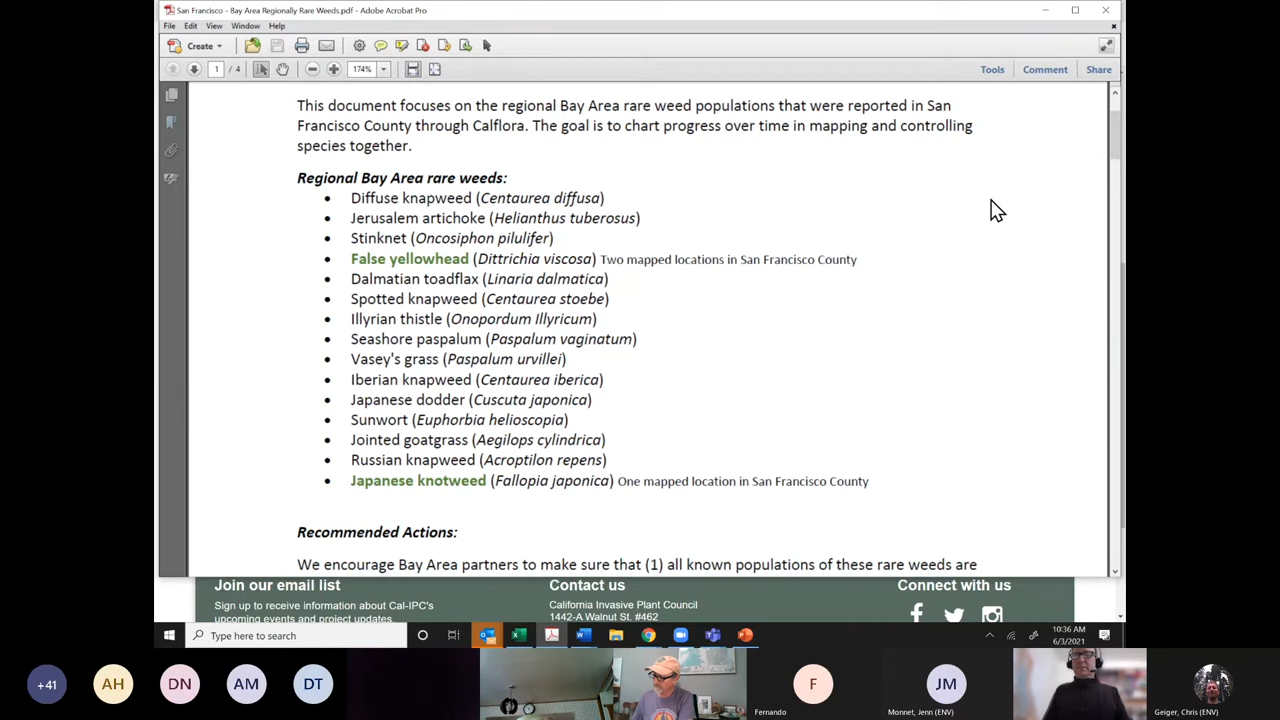 San Francisco - Bay Area Regionally Rare Weeds.pdf - Adobe Acrobat Pro
File Edit View Window Help
Create
1 / 4 174% Tools Comment Share
This document focuses on the regional Bay Area rare weed populations that were reported in San
Francisco County through Calflora. The goal is to chart progress over time in mapping and controlling
species together.
Regional Bay Area rare weeds:
• Diffuse knapweed (Centaurea diffusa)
• Jerusalem artichoke (Helianthus tuberosus)
• Stinknet (Oncosiphon pilulifer)
• False yellowhead (Dittrichia viscosa) Two mapped locations in San Francisco County
• Dalmatian toadflax (Linaria dalmatica)
• Spotted knapweed (Centaurea stoebe)
• Illyrian thistle (Onopordum Illyricum)
• Seashore paspalum (Paspalum vaginatum)
• Vasey's grass (Paspalum urvillei)
• Iberian knapweed (Centaurea iberica)
• Japanese dodder (Cuscuta japonica)
• Sunwort (Euphorbia helioscopia)
• Jointed goatgrass (Aegilops cylindrica)
• Russian knapweed (Acroptilon repens)
• Japanese knotweed (Fallopia japonica) One mapped location in San Francisco County
Recommended Actions:
We encourage Bay Area partners to make sure that (1) all known populations of these rare weeds are
Join our email list
Sign up to receive information about Cal-IPC's
upcoming events and project updates.
Contact us
California Invasive Plant Council
1442-A Walnut St. #462
Connect with us
Type here to search
10:36 AM
6/3/2021
+41 AH DN AM DT F JM
Fernando
Monnet, Jenn (ENV)
Geiger, Chris (ENV)